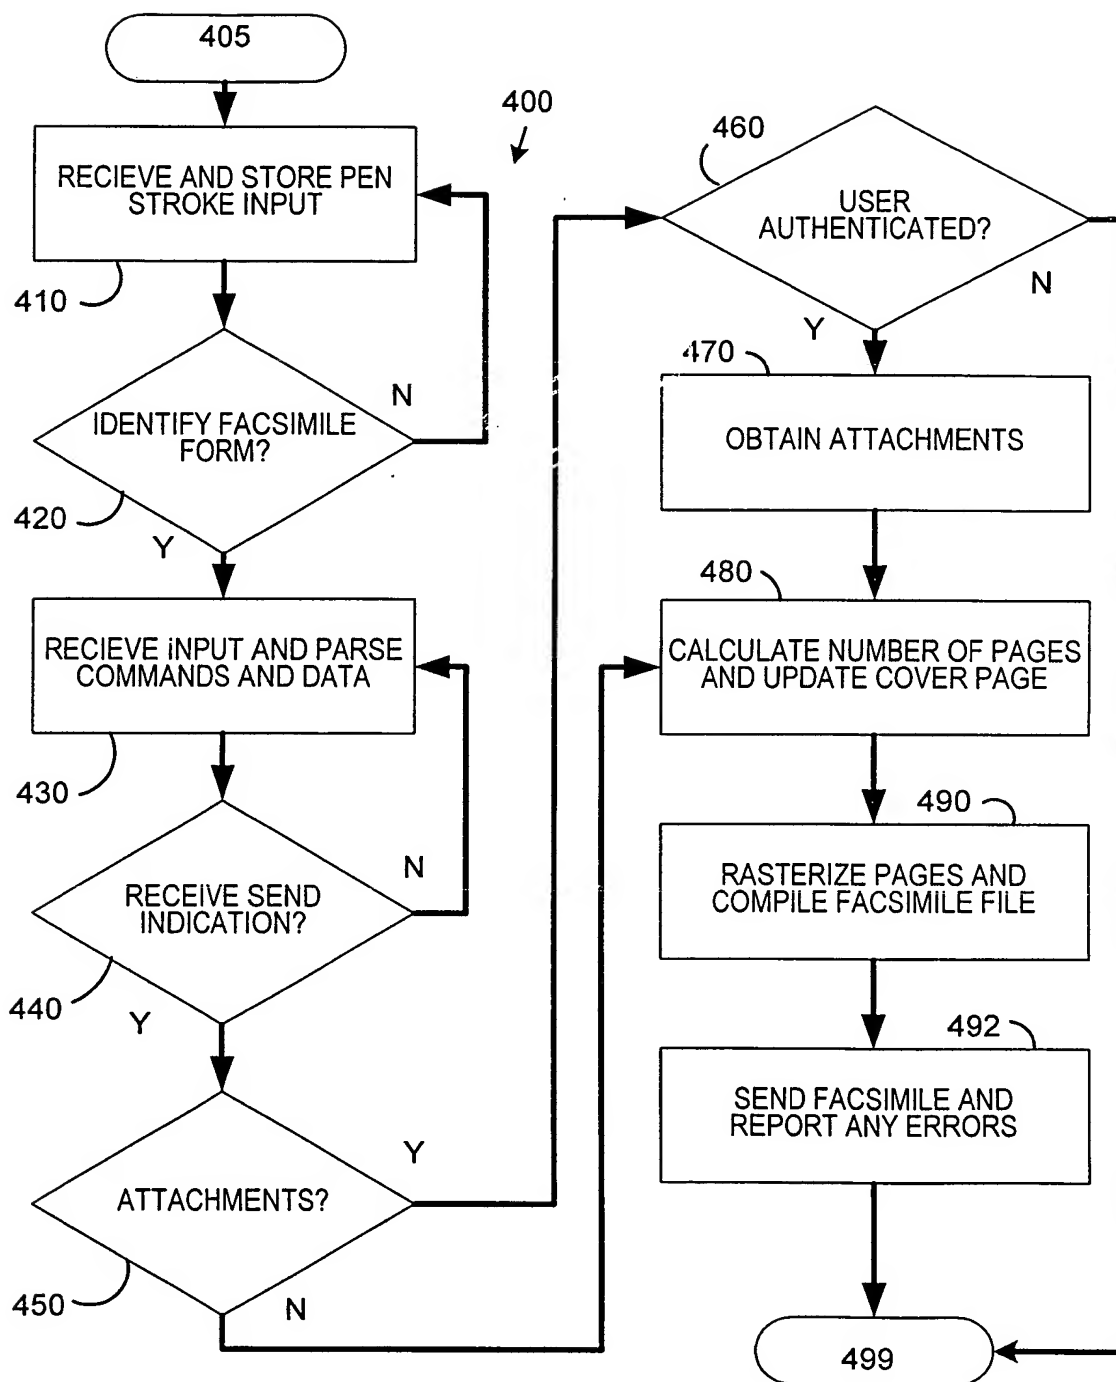 405
400
RECIEVE AND STORE PEN
STROKE INPUT
410
IDENTIFY FACSIMILE
FORM?
N
420
Y
RECIEVE iNPUT AND PARSE
COMMANDS AND DATA
430
RECEIVE SEND
INDICATION?
N
440
Y
ATTACHMENTS?
Y
450
N
460
USER
AUTHENTICATED?
N
Y
470
OBTAIN ATTACHMENTS
480
CALCULATE NUMBER OF PAGES
AND UPDATE COVER PAGE
490
RASTERIZE PAGES AND
COMPILE FACSIMILE FILE
492
SEND FACSIMILE AND
REPORT ANY ERRORS
499